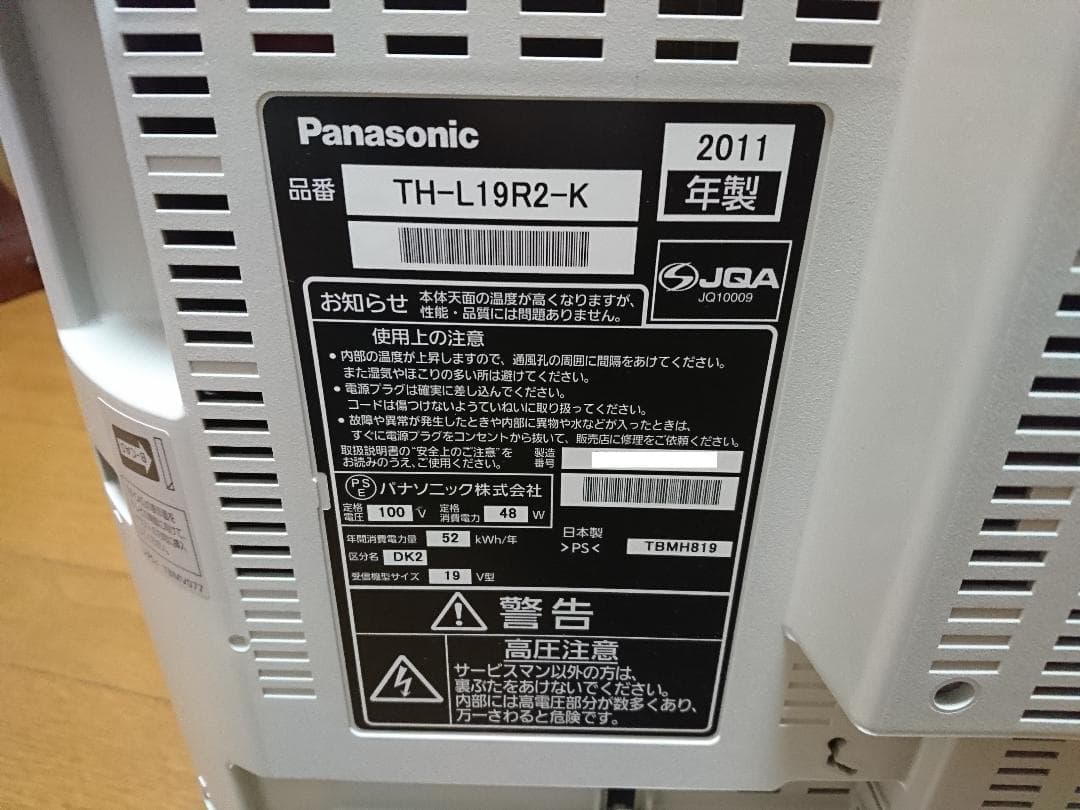 Panasonic
品番 TH-L19R2-K
2011
年製
JQA
JQ10009
お知らせ
本体天面の温度が高くなりますが、
性能・品質には問題ありません。
使用上の注意
● 内部の温度が上昇しますので、通風孔の周囲に間隔をあけてください。
また湿気やほこりの多い所は避けてください。
● 電源プラグは確実に差し込んでください。
コードは傷つけないようていねいに取り扱ってください。
● 故障や異常が発生したときや内部に異物や水などが入ったときは、
すぐに電源プラグをコンセントから抜いて、販売店に修理をご依頼ください。
取扱説明書の"安全上のご注意"を
お読みのうえ、ご使用ください。
製造
番号
PSE パナソニック株式会社
定格電圧 100 V 定格消費電力 48 W
年間消費電力量 52 kWh/年
区分名 DK2
受信機型サイズ 19 V型
日本製
>PS<
TBMH819
警告
高圧注意
サービスマン以外の方は、
裏ぶたをあけないでください。
内部には高電圧部分が数多くあり、
万一さわると危険です。